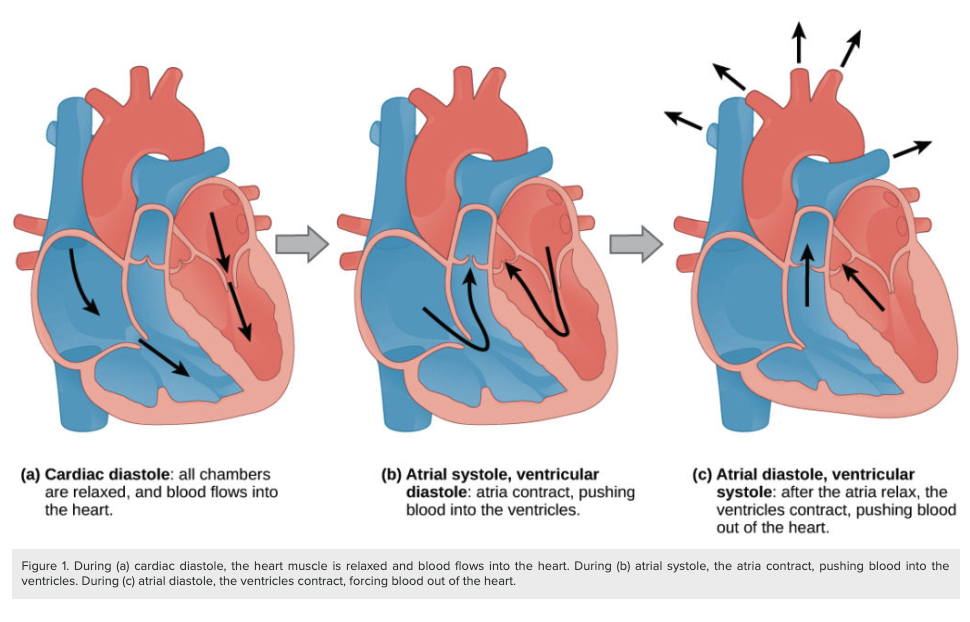 (a) Cardiac diastole: all chambers
are relaxed, and blood flows into
the heart.
(b) Atrial systole, ventricular
diastole: atria contract, pushing
blood into the ventricles.
(c) Atrial diastole, ventricular
systole: after the atria relax, the
ventricles contract, pushing blood
out of the heart.
Figure 1. During (a) cardiac diastole, the heart muscle is relaxed and blood flows into the heart. During (b) atrial systole, the atria contract, pushing blood into the
ventricles. During (c) atrial diastole, the ventricles contract, forcing blood out of the heart.